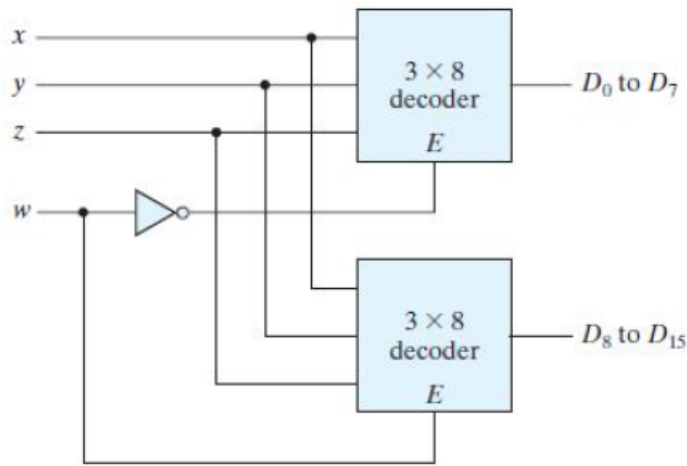 x
y
z
w
3 × 8
decoder
E
D₀ to D₇
3 × 8
decoder
E
D₈ to D₁₅